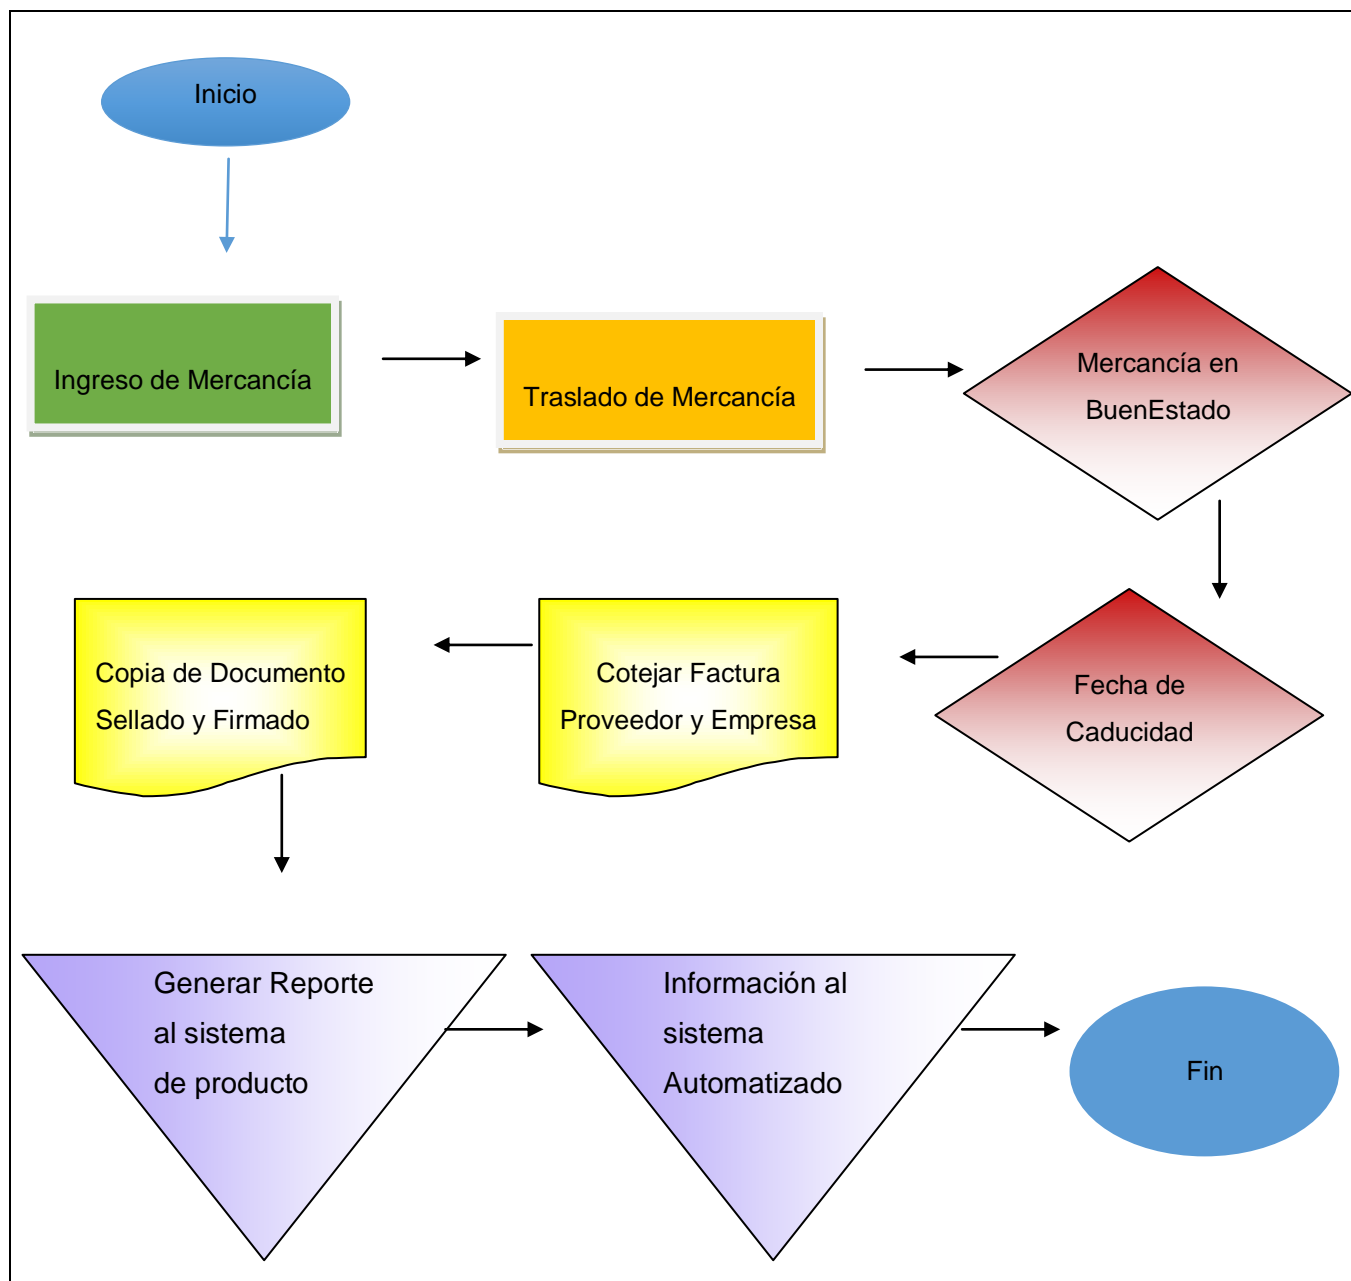 Inicio
Ingreso de Mercancía
Traslado de Mercancía
Mercancía en
BuenEstado
Fecha de
Caducidad
Cotejar Factura
Proveedor y Empresa
Copia de Documento
Sellado y Firmado
Generar Reporte
al sistema
de producto
Información al
sistema
Automatizado
Fin